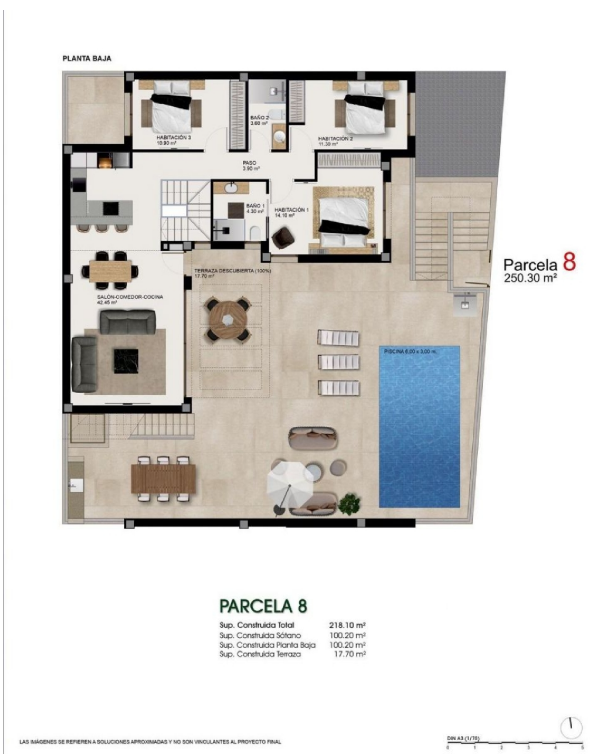 PLANTA BAJA
HABITACIÓN 3
10.90 m²
BAÑO 2
3.60 m²
HABITACIÓN 2
11.30 m²
PASO
3.90 m²
BAÑO 1
4.30 m²
HABITACIÓN 1
14.10 m²
Parcela 8
250.30 m²
TERRAZA DESCUBIERTA (100%)
17.70 m²
SALÓN-COMEDOR-COCINA
42.45 m²
PISCINA 6,00 x 3,00 m.
PARCELA 8
Sup. Construida Total 218.10 m²
Sup. Construida Sótano 100.20 m²
Sup. Construida Planta Baja 100.20 m²
Sup. Construida Terraza 17.70 m²
LAS IMÁGENES SE REFIEREN A SOLUCIONES APROXIMADAS Y NO SON VINCULANTES AL PROYECTO FINAL
DIN A3 (1/75)